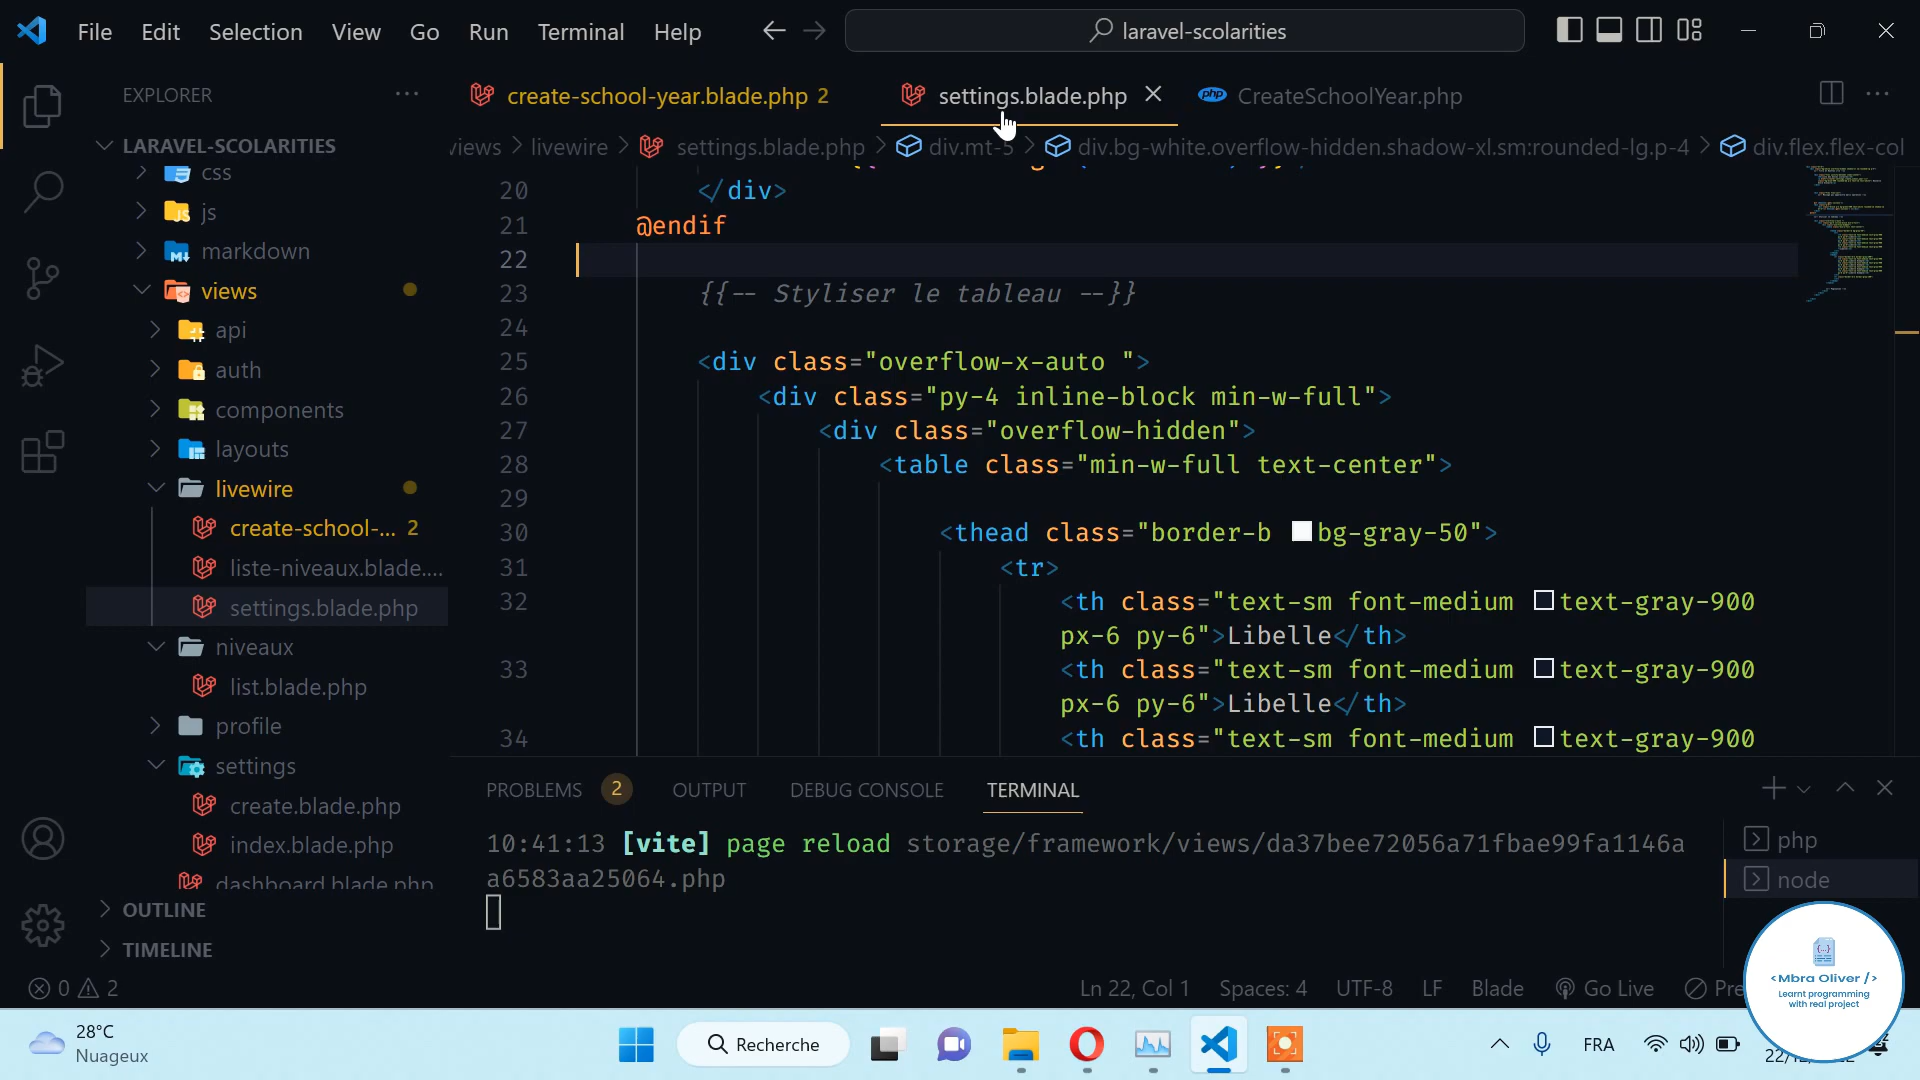 File Edit Selection View Go Run Terminal Help
laravel-scolarities
EXPLORER
create-school-year.blade.php 2
settings.blade.php
php CreateSchoolYear.php
LARAVEL-SCOLARITIES
views > livewire > settings.blade.php > div.mt-5 > div.bg-white.overflow-hidden.shadow-xl.sm:rounded-lg.p-4 > div.flex.flex-col
css
js
markdown
views
api
auth
components
layouts
livewire
create-school-... 2
liste-niveaux.blade....
settings.blade.php
niveaux
list.blade.php
profile
settings
create.blade.php
index.blade.php
dashboard.blade.php
OUTLINE
TIMELINE
20 </div>
21 @endif
22
23 {{-- Styliser le tableau --}}
24
25 <div class="overflow-x-auto ">
26 <div class="py-4 inline-block min-w-full">
27 <div class="overflow-hidden">
28 <table class="min-w-full text-center">
29
30 <thead class="border-b bg-gray-50">
31 <tr>
32 <th class="text-sm font-medium text-gray-900
px-6 py-6">Libelle</th>
33 <th class="text-sm font-medium text-gray-900
px-6 py-6">Libelle</th>
34 <th class="text-sm font-medium text-gray-900
PROBLEMS 2 OUTPUT DEBUG CONSOLE TERMINAL
10:41:13 [vite] page reload storage/framework/views/da37bee72056a71fbae99fa1146a
a6583aa25064.php
php
node
<Mbra Oliver />
Learnt programming
with real project
0 2
Ln 22, Col 1 Spaces: 4 UTF-8 LF Blade Go Live Pre
28°C
Nuageux
Recherche
FRA